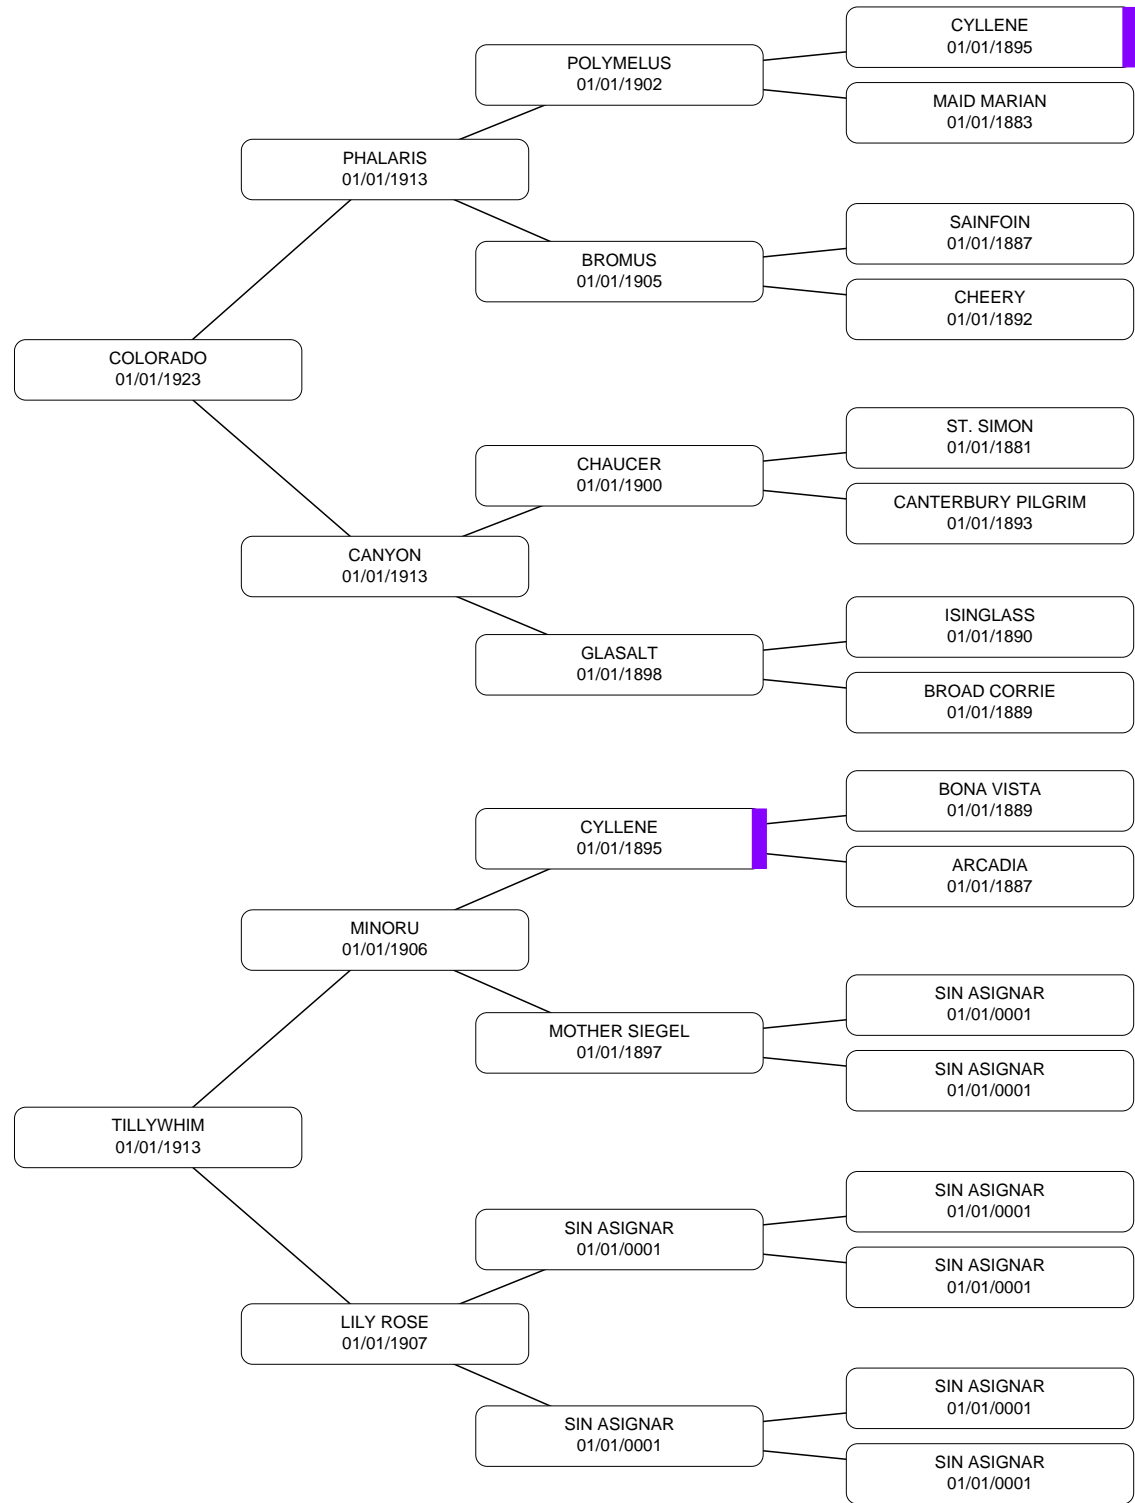 CYLLENE
01/01/1895
POLYMELUS
01/01/1902
MAID MARIAN
01/01/1883
PHALARIS
01/01/1913
SAINFOIN
01/01/1887
BROMUS
01/01/1905
CHEERY
01/01/1892
COLORADO
01/01/1923
ST. SIMON
01/01/1881
CHAUCER
01/01/1900
CANTERBURY PILGRIM
01/01/1893
CANYON
01/01/1913
ISINGLASS
01/01/1890
GLASALT
01/01/1898
BROAD CORRIE
01/01/1889
BONA VISTA
01/01/1889
CYLLENE
01/01/1895
ARCADIA
01/01/1887
MINORU
01/01/1906
SIN ASIGNAR
01/01/0001
MOTHER SIEGEL
01/01/1897
SIN ASIGNAR
01/01/0001
TILLYWHIM
01/01/1913
SIN ASIGNAR
01/01/0001
SIN ASIGNAR
01/01/0001
SIN ASIGNAR
01/01/0001
LILY ROSE
01/01/1907
SIN ASIGNAR
01/01/0001
SIN ASIGNAR
01/01/0001
SIN ASIGNAR
01/01/0001